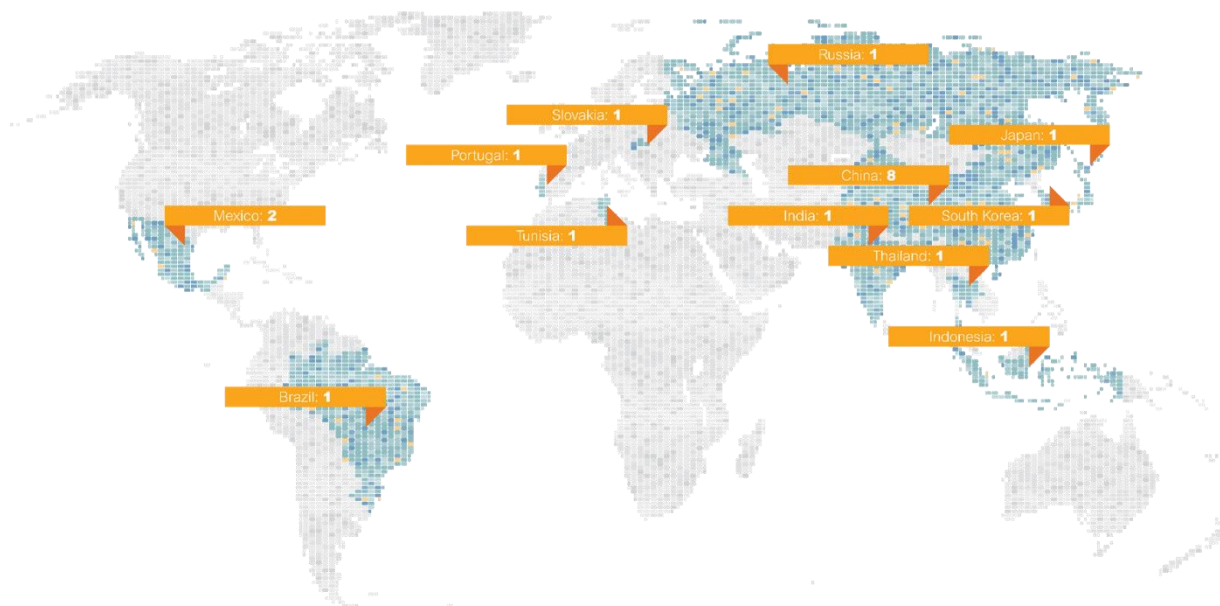 Russia: 1
Slovakia: 1
Japan: 1
Portugal: 1
China: 8
Mexico: 2
India: 1
South Korea: 1
Tunisia: 1
Thailand: 1
Indonesia: 1
Brazil: 1